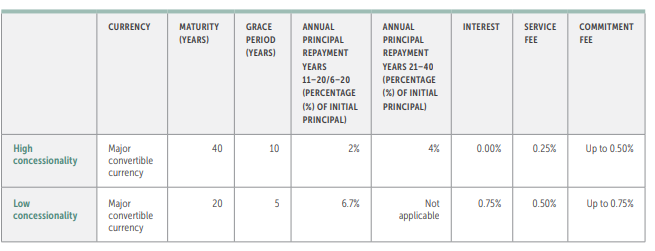 CURRENCY
MATURITY
(YEARS)
GRACE
PERIOD
(YEARS)
ANNUAL
PRINCIPAL
REPAYMENT
YEARS
11–20/6–20
(PERCENTAGE
(%) OF INITIAL
PRINCIPAL)
ANNUAL
PRINCIPAL REPAYMENT
YEARS 21–40
(PERCENTAGE
(%) OF INITIAL
PRINCIPAL)
INTEREST
SERVICE
FEE
COMMITMENT
FEE
High
concessionality
Major
convertible
currency
40
10
2%
4%
0.00%
0.25%
Up to 0.50%
Low
concessionality
Major
convertible
currency
20
5
6.7%
Not
applicable
0.75%
0.50%
Up to 0.75%